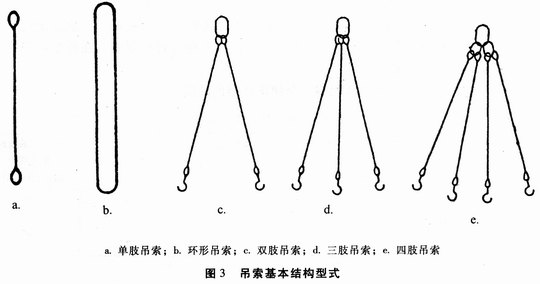 a.
b.
c.
d.
e.
a. 单肢吊索；b. 环形吊索；c. 双肢吊索；d. 三肢吊索；e. 四肢吊索
图 3 吊索基本结构型式